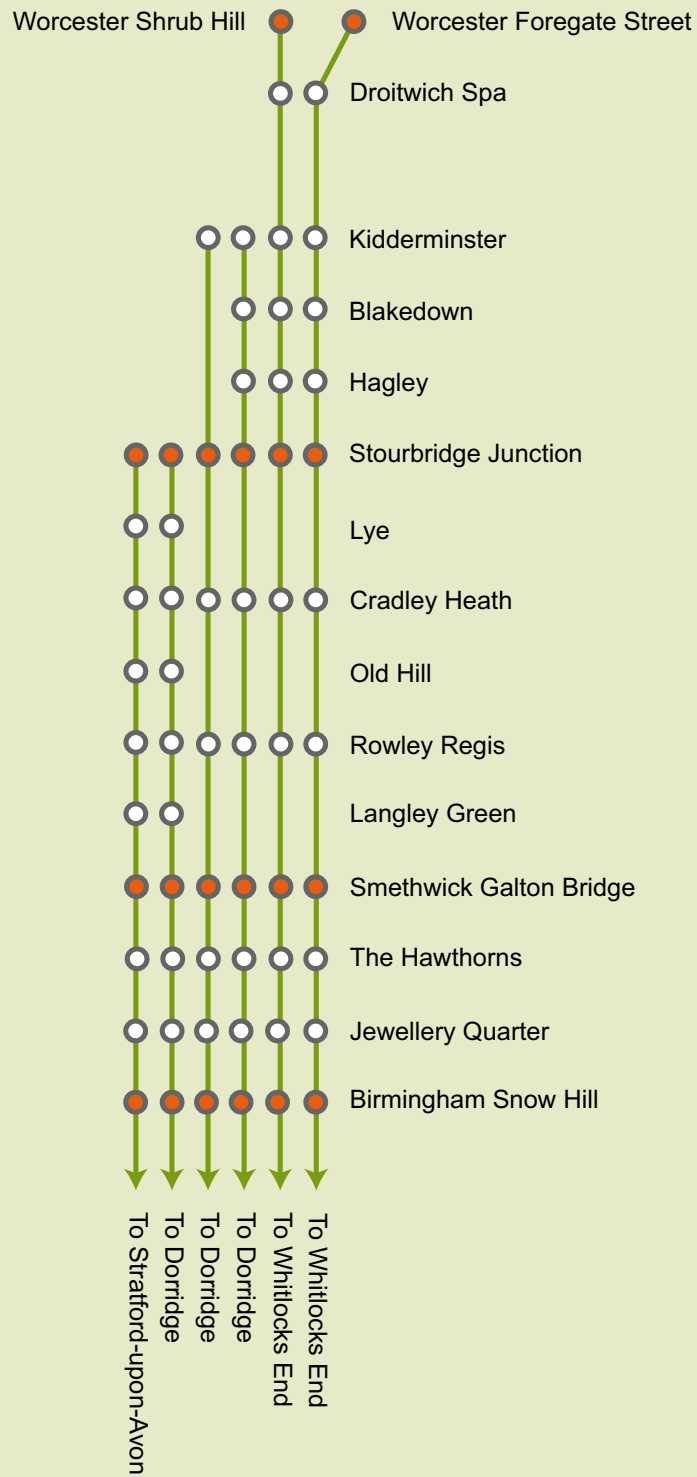 Worcester Shrub Hill
Worcester Foregate Street
Droitwich Spa
Kidderminster
Blakedown
Hagley
Stourbridge Junction
Lye
Cradley Heath
Old Hill
Rowley Regis
Langley Green
Smethwick Galton Bridge
The Hawthorns
Jewellery Quarter
Birmingham Snow Hill
To Stratford-upon-Avon
To Dorridge
To Dorridge
To Dorridge
To Whitlocks End
To Whitlocks End